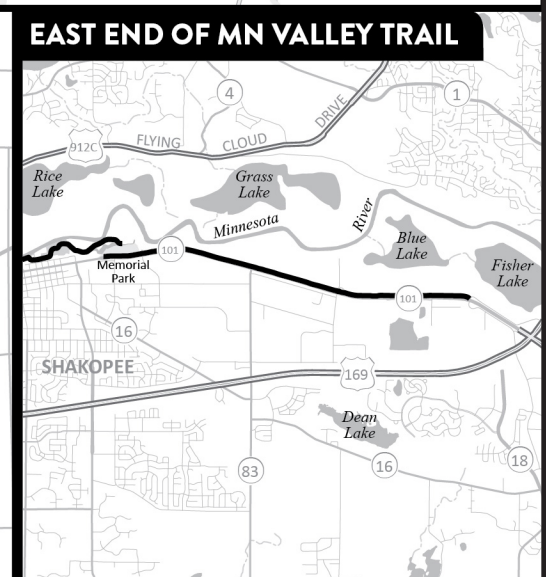 EAST END OF MN VALLEY TRAIL
4
1
DRIVE
912C
FLYING
CLOUD
Rice
Lake
Grass
Lake
River
Minnesota
Blue
Lake
101
Memorial
Park
Fisher
Lake
101
16
SHAKOPEE
169
Dean
Lake
83
16
18